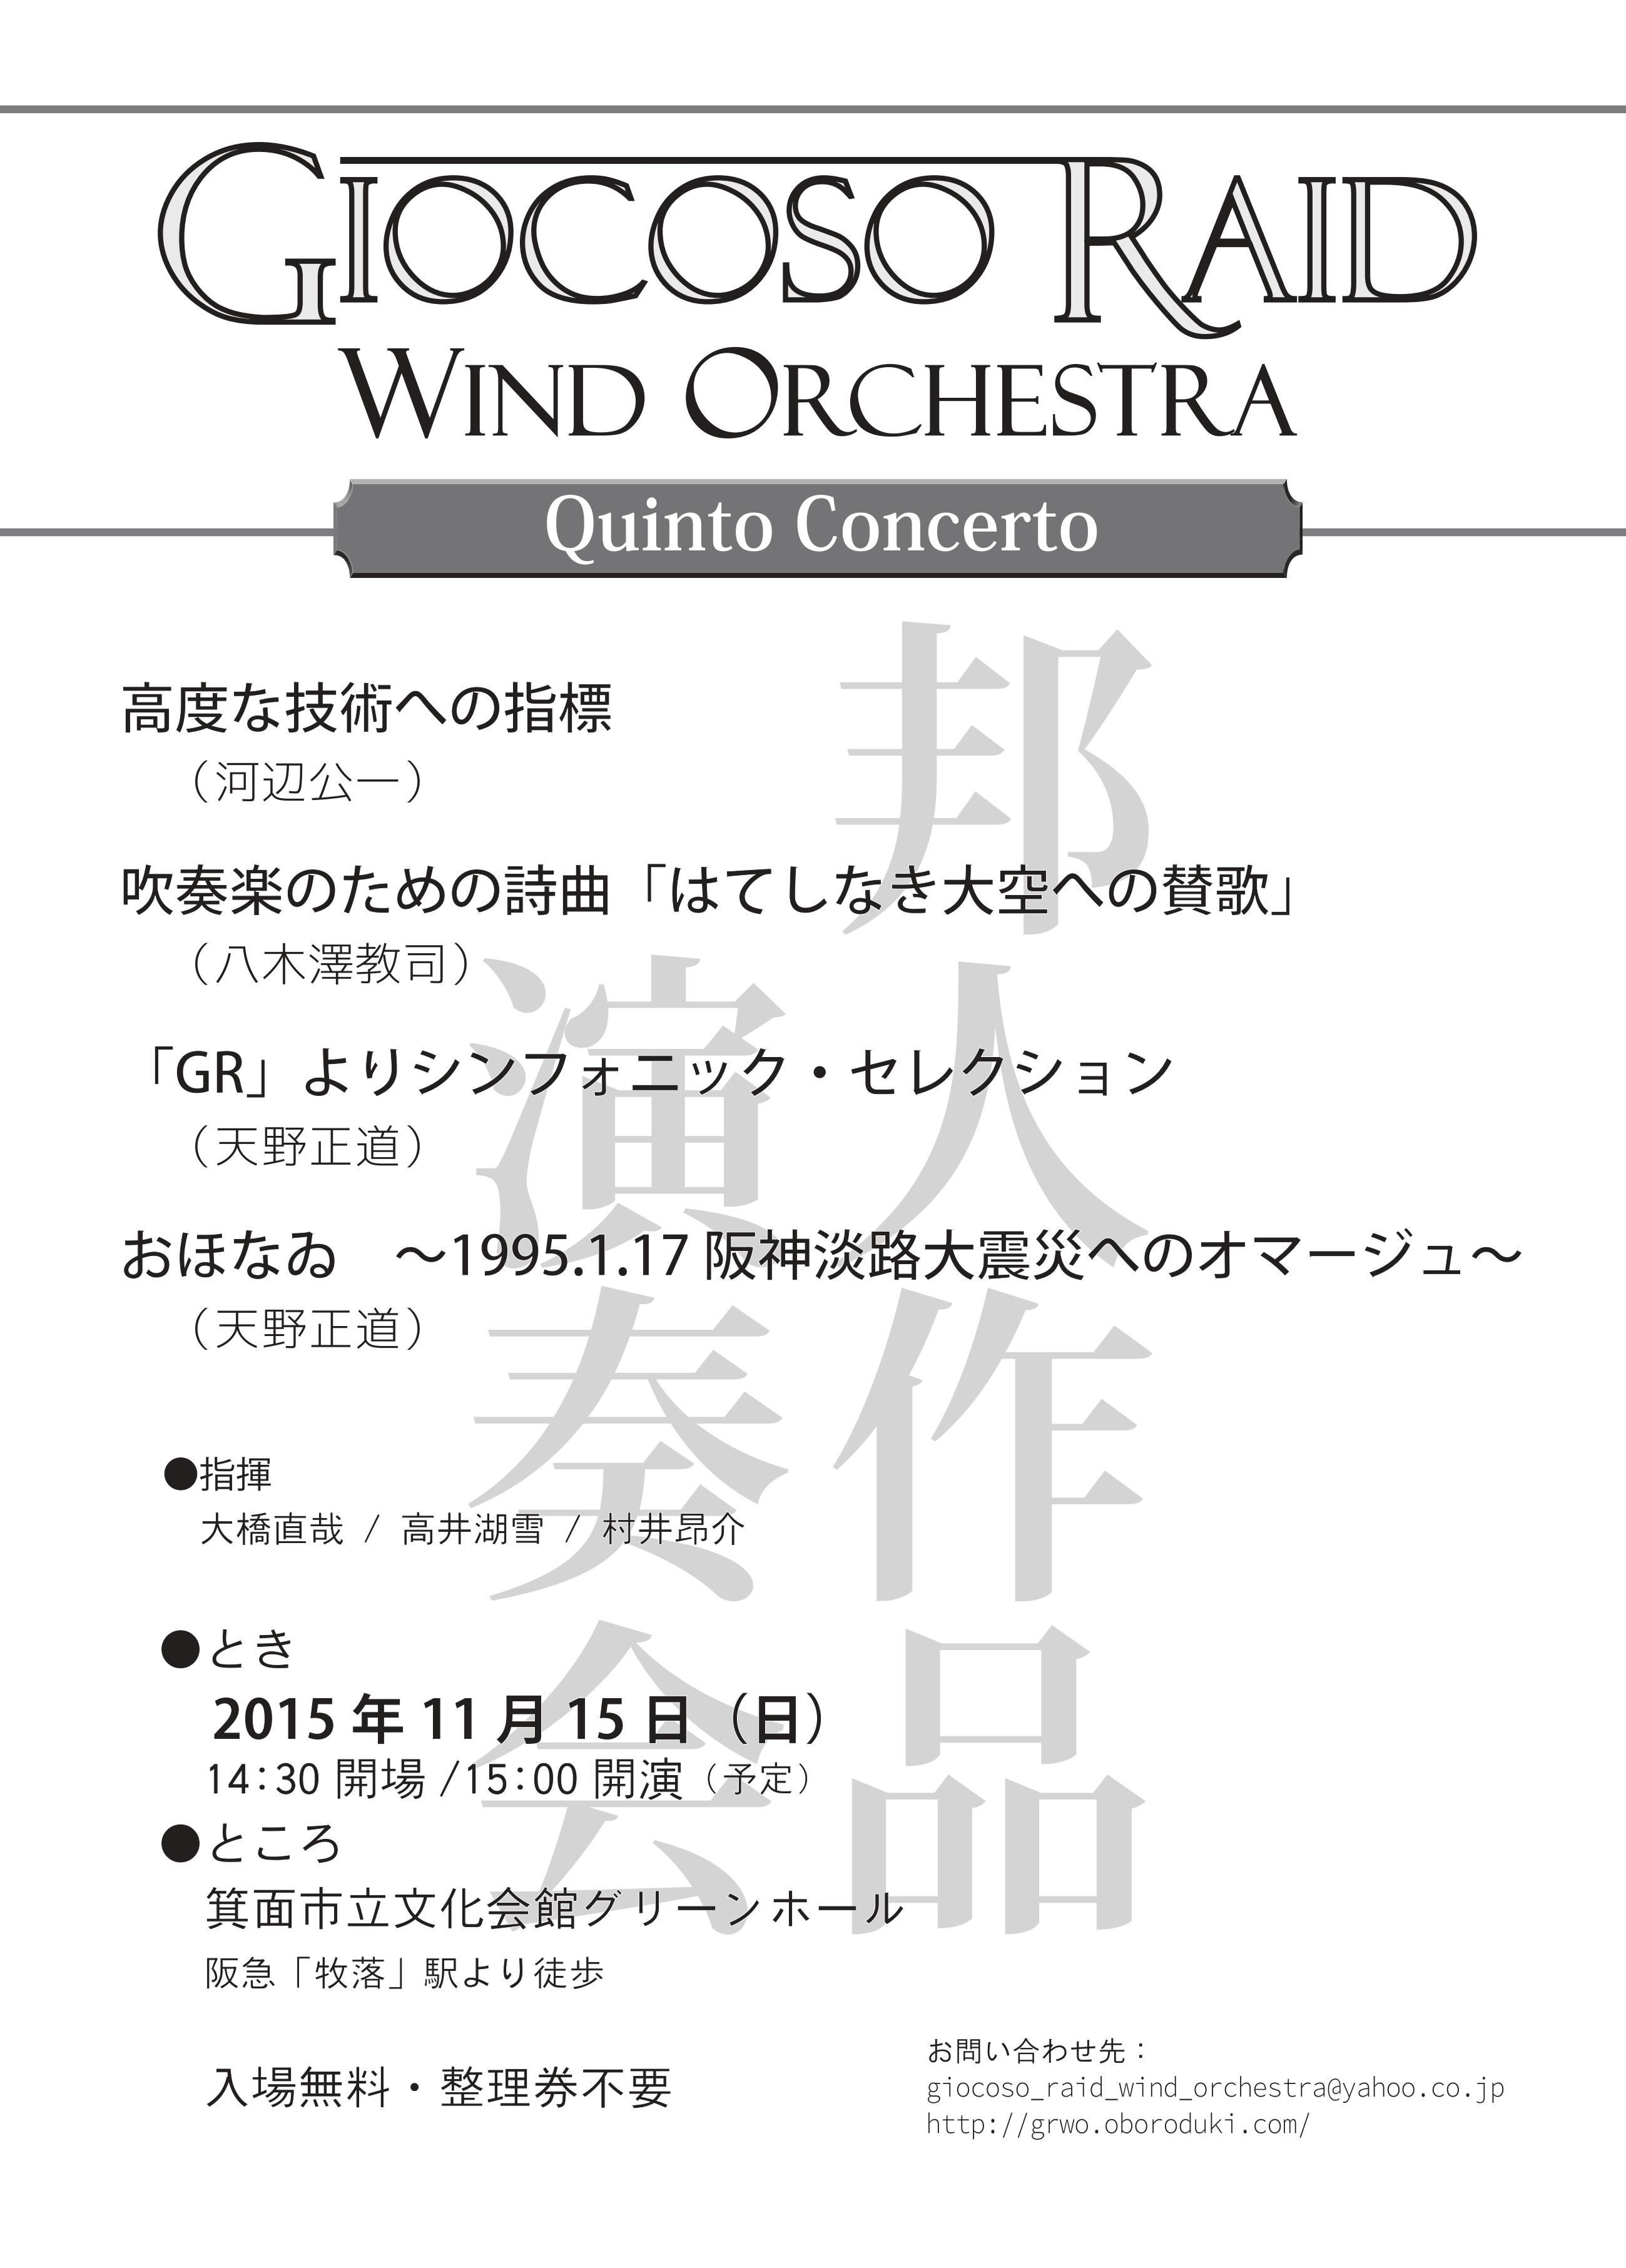 GIOCOSO RAID
WIND ORCHESTRA
Quinto Concerto
邦人作品
演奏会
高度な技術への指標
（河辺公一）
吹奏楽のための詩曲「はてしなき大空への賛歌」
（八木澤教司）
「GR」よりシンフォニック・セレクション
（天野正道）
おほなゐ　～1995.1.17 阪神淡路大震災へのオマージュ～
（天野正道）
●指揮
大橋直哉 / 高井湖雪 / 村井昂介
●とき
2015 年 11 月 15 日（日）
14:30 開場 /15:00 開演（予定）
●ところ
箕面市立文化会館グリーンホール
阪急「牧落」駅より徒歩
入場無料・整理券不要
お問い合わせ先：
giocoso_raid_wind_orchestra@yahoo.co.jp
http://grwo.oboroduki.com/